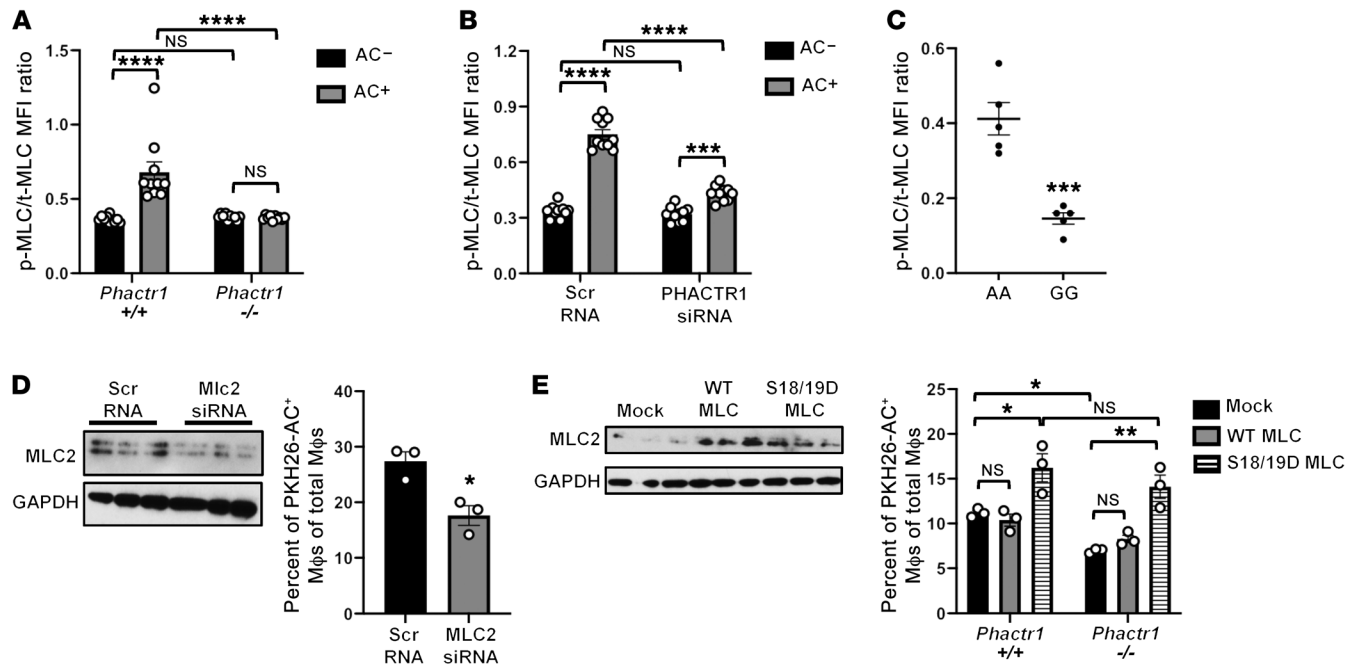 A
p-MLC/t-MLC MFI ratio
1.5
1.0
0.5
0.0
****
NS
****
NS
AC−
AC+
Phactr1
+/+
Phactr1
-/-
B
p-MLC/t-MLC MFI ratio
1.2
0.9
0.6
0.3
0.0
****
NS
****
***
AC−
AC+
Scr
RNA
PHACTR1
siRNA
C
p-MLC/t-MLC MFI ratio
0.6
0.4
0.2
0.0
***
AA
GG
D
Scr
RNA
Mlc2
siRNA
MLC2
GAPDH
Percent of PKH26-AC+
Mϕs of total Mϕs
40
30
20
10
0
*
Scr
RNA
MLC2
siRNA
E
Mock
WT
MLC
S18/19D
MLC
MLC2
GAPDH
Percent of PKH26-AC+
Mϕs of total Mϕs
25
20
15
10
5
0
*
*
NS
NS
**
NS
Mock
WT MLC
S18/19D MLC
Phactr1
+/+
Phactr1
-/-